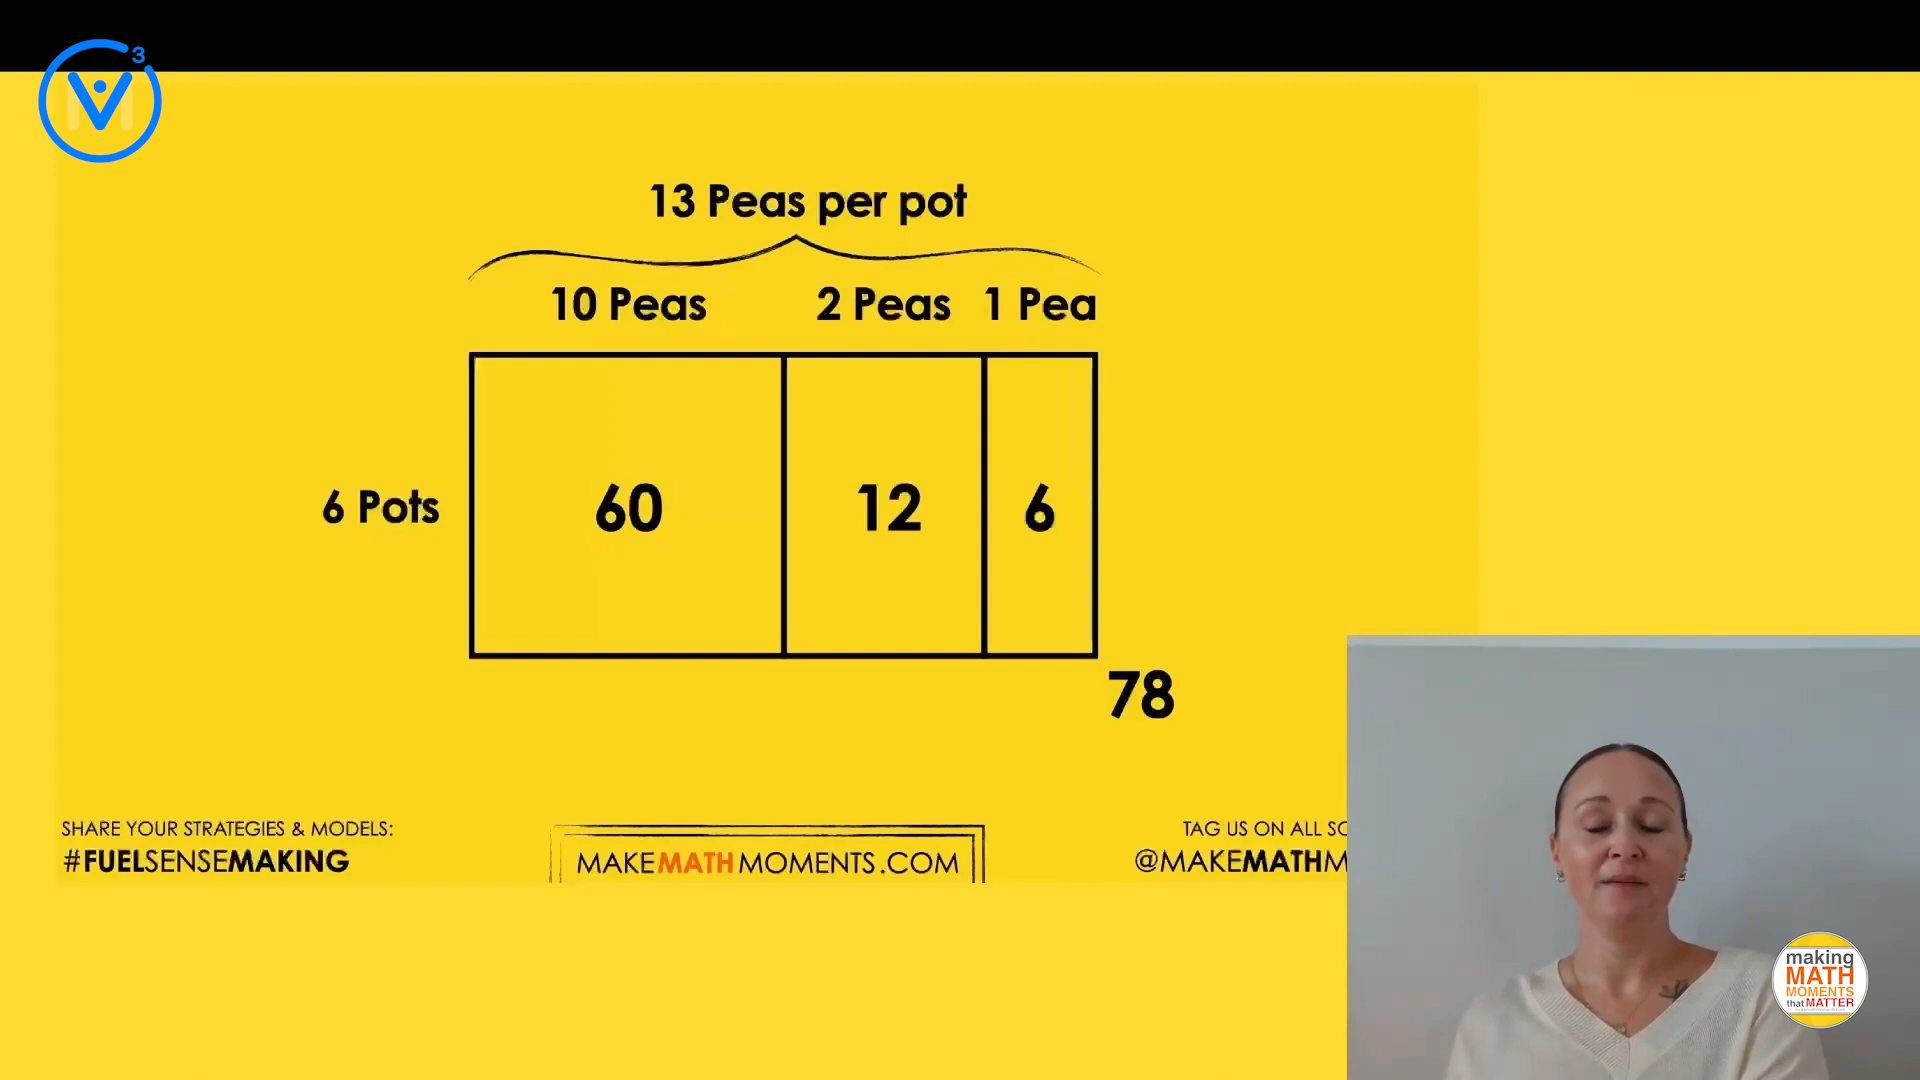 3
13 Peas per pot
10 Peas 2 Peas 1 Pea
6 Pots 60 12 6
78
SHARE YOUR STRATEGIES & MODELS:
#FUELSENSEMAKING
MAKEMATHMOMENTS.COM
TAG US ON ALL
@MAKEMATHM
making
MATH
MOMENTS
that MATTER